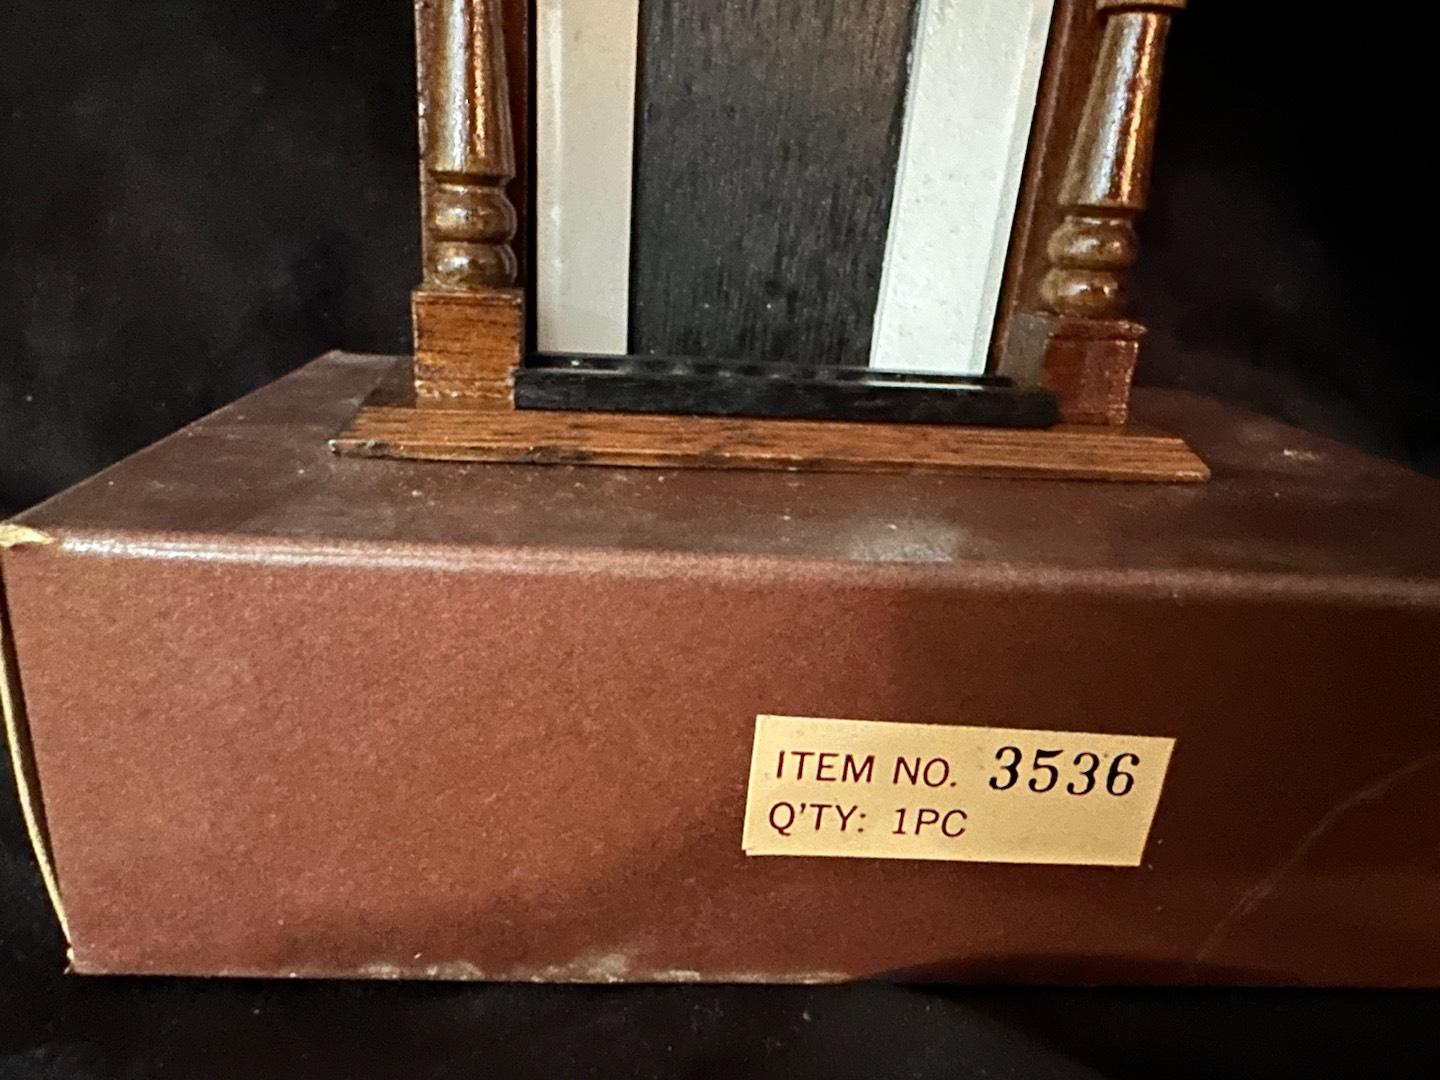 ITEM NO. 3536
Q'TY: 1PC